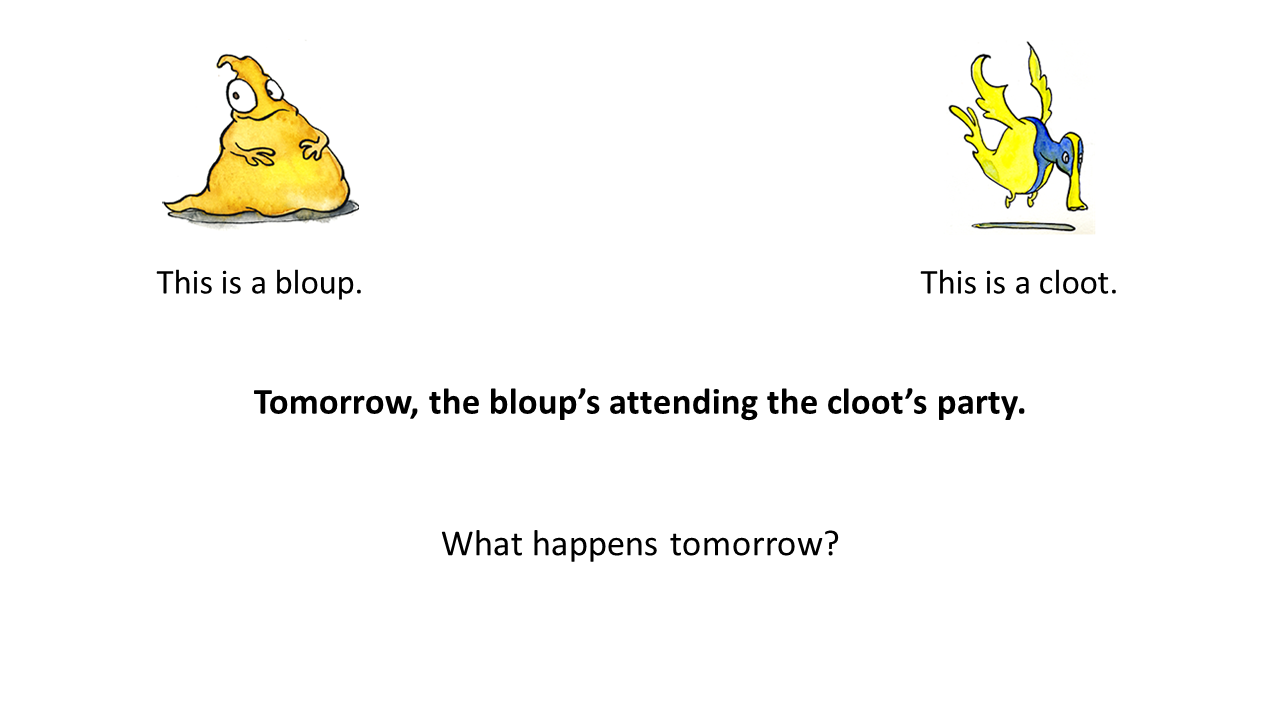 This is a bloup.
This is a cloot.
Tomorrow, the bloup’s attending the cloot’s party.
What happens tomorrow?